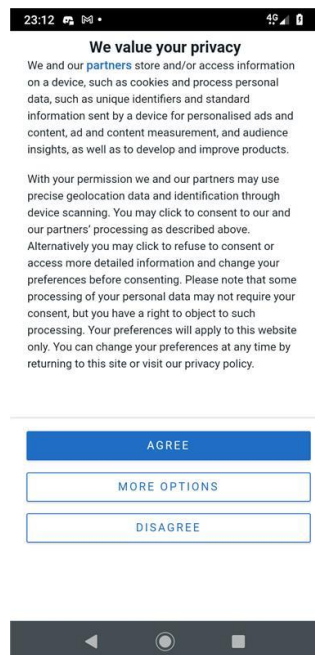 23:12 4G
We value your privacy
We and our partners store and/or access information
on a device, such as cookies and process personal
data, such as unique identifiers and standard
information sent by a device for personalised ads and
content, ad and content measurement, and audience
insights, as well as to develop and improve products.
With your permission we and our partners may use
precise geolocation data and identification through
device scanning. You may click to consent to our and
our partners' processing as described above.
Alternatively you may click to refuse to consent or
access more detailed information and change your
preferences before consenting. Please note that some
processing of your personal data may not require your
consent, but you have a right to object to such
processing. Your preferences will apply to this website
only. You can change your preferences at any time by
returning to this site or visit our privacy policy.
AGREE
MORE OPTIONS
DISAGREE